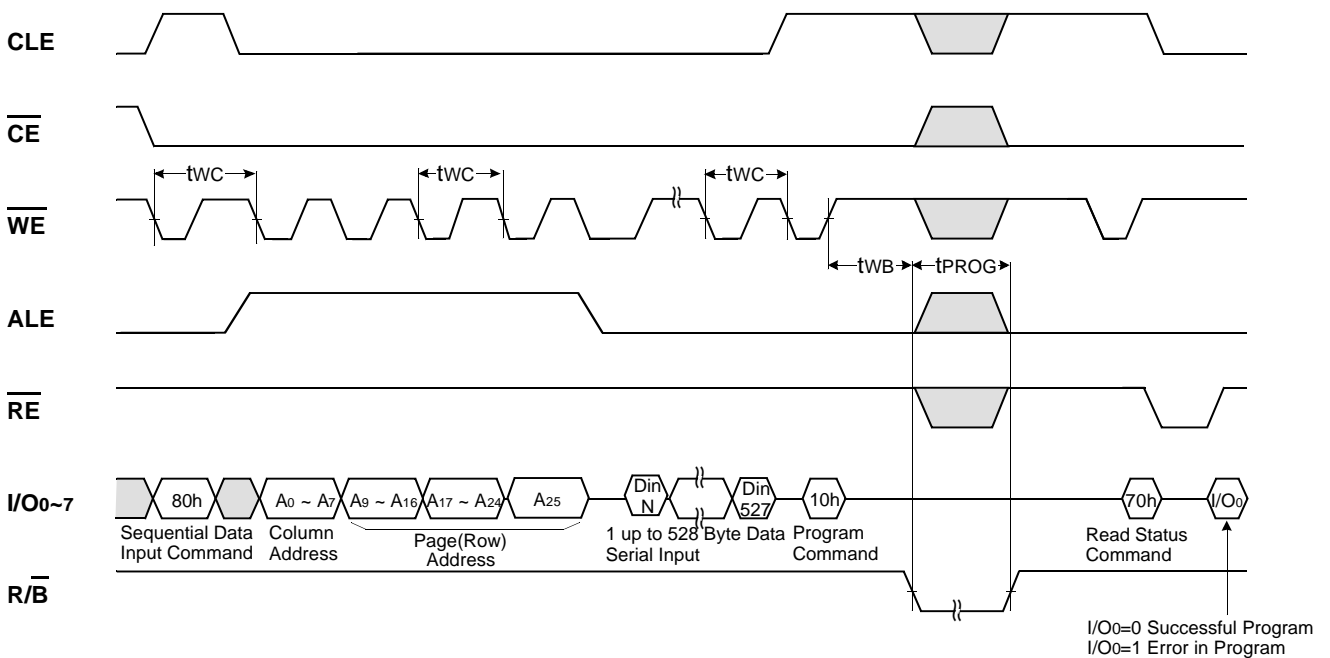 CLE
CE
tWC tWC tWC
WE
tWB tPROG
ALE
RE
I/O0~7
80h A0 ~ A7 A9 ~ A16 A17 ~ A24 A25 Din N Din 527 10h 70h I/O0
Sequential Data Input Command
Column Address
Page(Row) Address
1 up to 528 Byte Data Serial Input
Program Command
Read Status Command
R/B
I/O0=0 Successful Program
I/O0=1 Error in Program